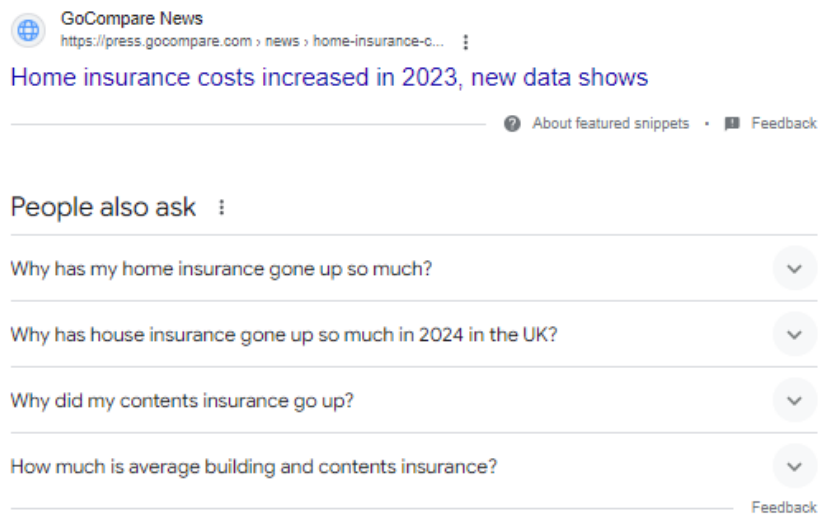 GoCompare News
https://press.gocompare.com › news › home-insurance-c...
Home insurance costs increased in 2023, new data shows
About featured snippets • Feedback
People also ask
Why has my home insurance gone up so much?
Why has house insurance gone up so much in 2024 in the UK?
Why did my contents insurance go up?
How much is average building and contents insurance?
Feedback